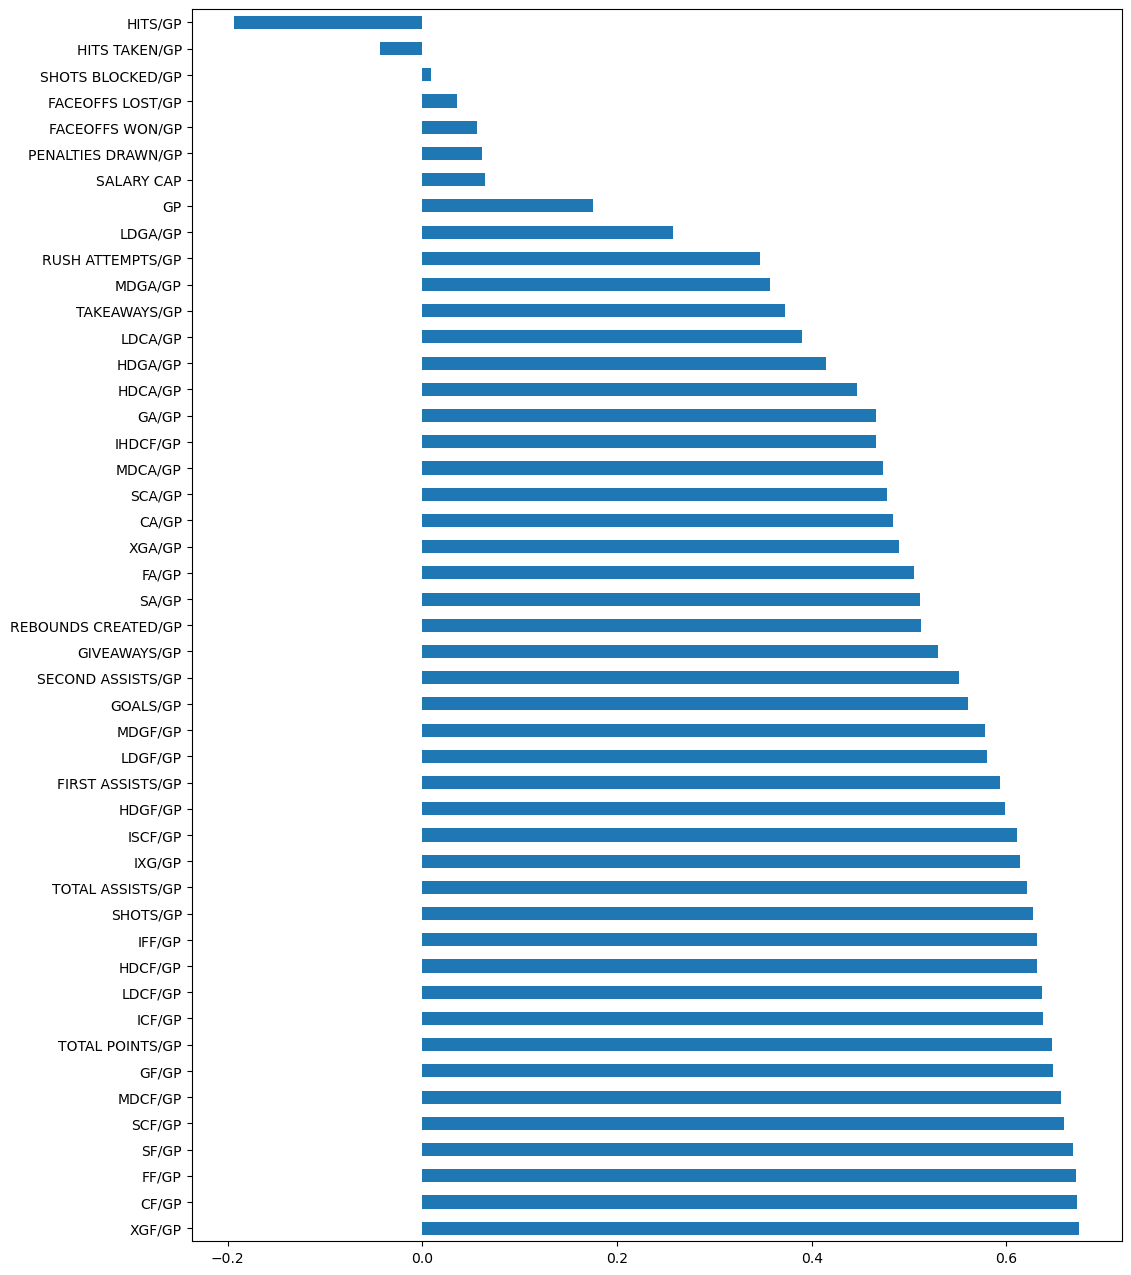 HITS/GP
HITS TAKEN/GP
SHOTS BLOCKED/GP
FACEOFFS LOST/GP
FACEOFFS WON/GP
PENALTIES DRAWN/GP
SALARY CAP
GP
LDGA/GP
RUSH ATTEMPTS/GP
MDGA/GP
TAKEAWAYS/GP
LDCA/GP
HDGA/GP
HDCA/GP
GA/GP
IHDCF/GP
MDCA/GP
SCA/GP
CA/GP
XGA/GP
FA/GP
SA/GP
REBOUNDS CREATED/GP
GIVEAWAYS/GP
SECOND ASSISTS/GP
GOALS/GP
MDGF/GP
LDGF/GP
FIRST ASSISTS/GP
HDGF/GP
ISCF/GP
IXG/GP
TOTAL ASSISTS/GP
SHOTS/GP
IFF/GP
HDCF/GP
LDCF/GP
ICF/GP
TOTAL POINTS/GP
GF/GP
MDCF/GP
SCF/GP
SF/GP
FF/GP
CF/GP
XGF/GP
−0.2 0.0 0.2 0.4 0.6